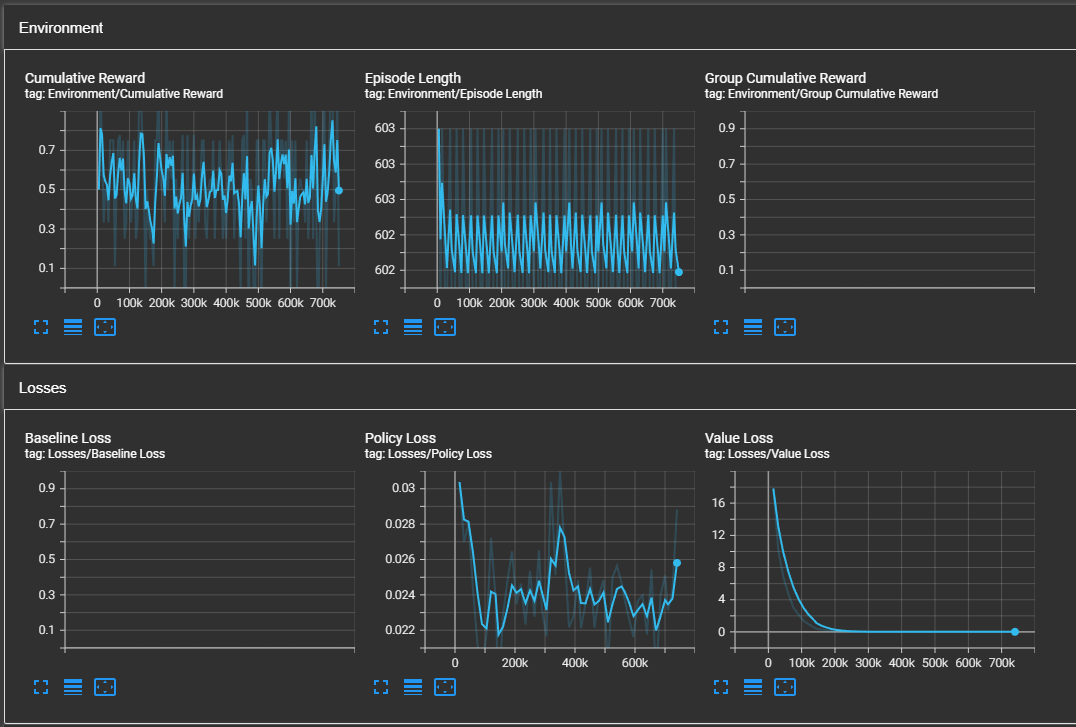 Environment
Cumulative Reward
tag: Environment/Cumulative Reward
0.7
0.5
0.3
0.1
0 100k 200k 300k 400k 500k 600k 700k
Episode Length
tag: Environment/Episode Length
603
603
603
602
602
0 100k 200k 300k 400k 500k 600k 700k
Group Cumulative Reward
tag: Environment/Group Cumulative Reward
0.9
0.7
0.5
0.3
0.1
Losses
Baseline Loss
tag: Losses/Baseline Loss
0.9
0.7
0.5
0.3
0.1
Policy Loss
tag: Losses/Policy Loss
0.03
0.028
0.026
0.024
0.022
0 200k 400k 600k
Value Loss
tag: Losses/Value Loss
16
12
8
4
0
0 100k 200k 300k 400k 500k 600k 700k